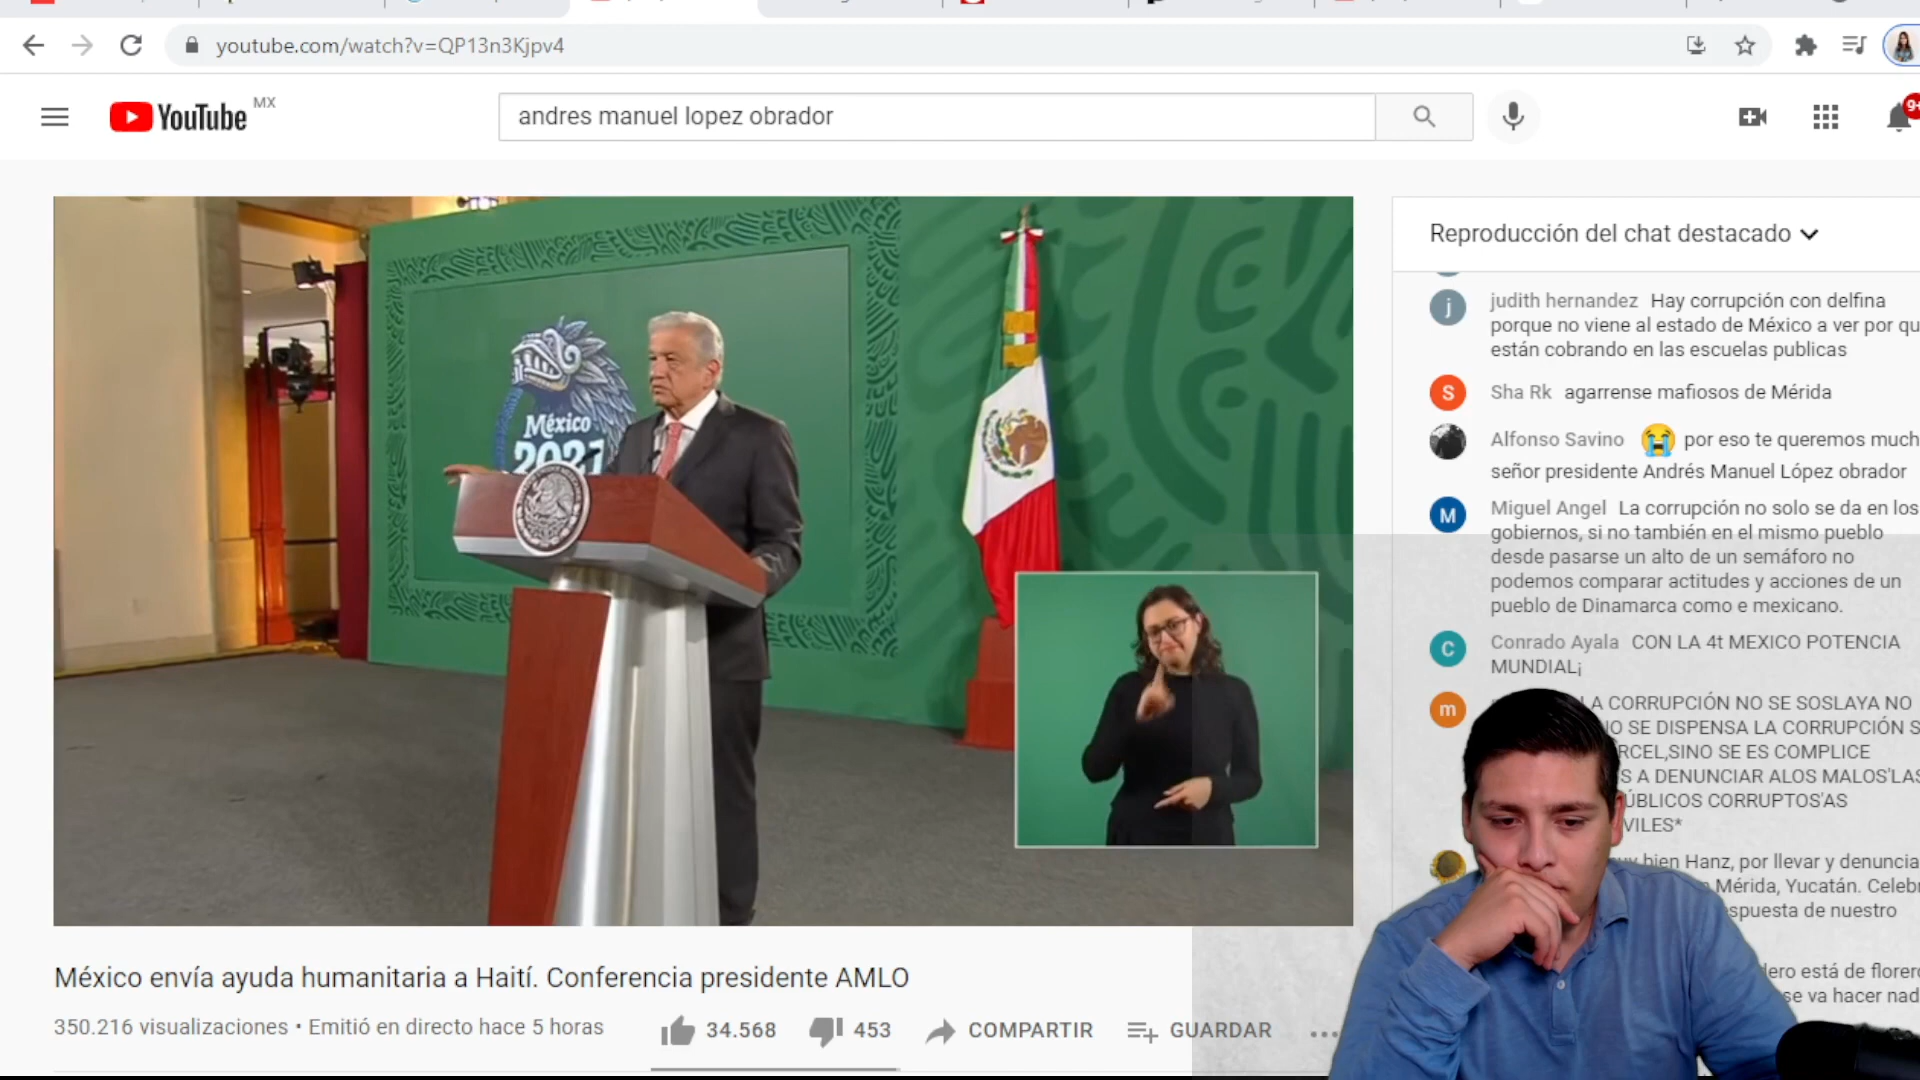 youtube.com/watch?v=QP13n3Kjpv4
YouTube MX
andres manuel lopez obrador
9+
México
2021
Reproducción del chat destacado
judith hernandez Hay corrupción con delfina
porque no viene al estado de México a ver por qu
están cobrando en las escuelas publicas
Sha Rk agarrense mafiosos de Mérida
Alfonso Savino por eso te queremos much
señor presidente Andrés Manuel López obrador
Miguel Angel La corrupción no solo se da en los
gobiernos, si no también en el mismo pueblo
desde pasarse un alto de un semáforo no
podemos comparar actitudes y acciones de un
pueblo de Dinamarca como e mexicano.
Conrado Ayala CON LA 4t MEXICO POTENCIA
MUNDIAL¡
LA CORRUPCIÓN NO SE SOSLAYA NO
SE DISPENSA LA CORRUPCIÓN S
RCEL,SINO SE ES COMPLICE
S A DENUNCIAR ALOS MALOS'LAS
ÚBLICOS CORRUPTOS'AS
VILES*
bien Hanz, por llevar y denuncia
Mérida, Yucatán. Celebr
spuesta de nuestro
dero está de florero
se va hacer nad
México envía ayuda humanitaria a Haití. Conferencia presidente AMLO
350.216 visualizaciones • Emitió en directo hace 5 horas
34.568
453
COMPARTIR
GUARDAR
j
S
M
C
m